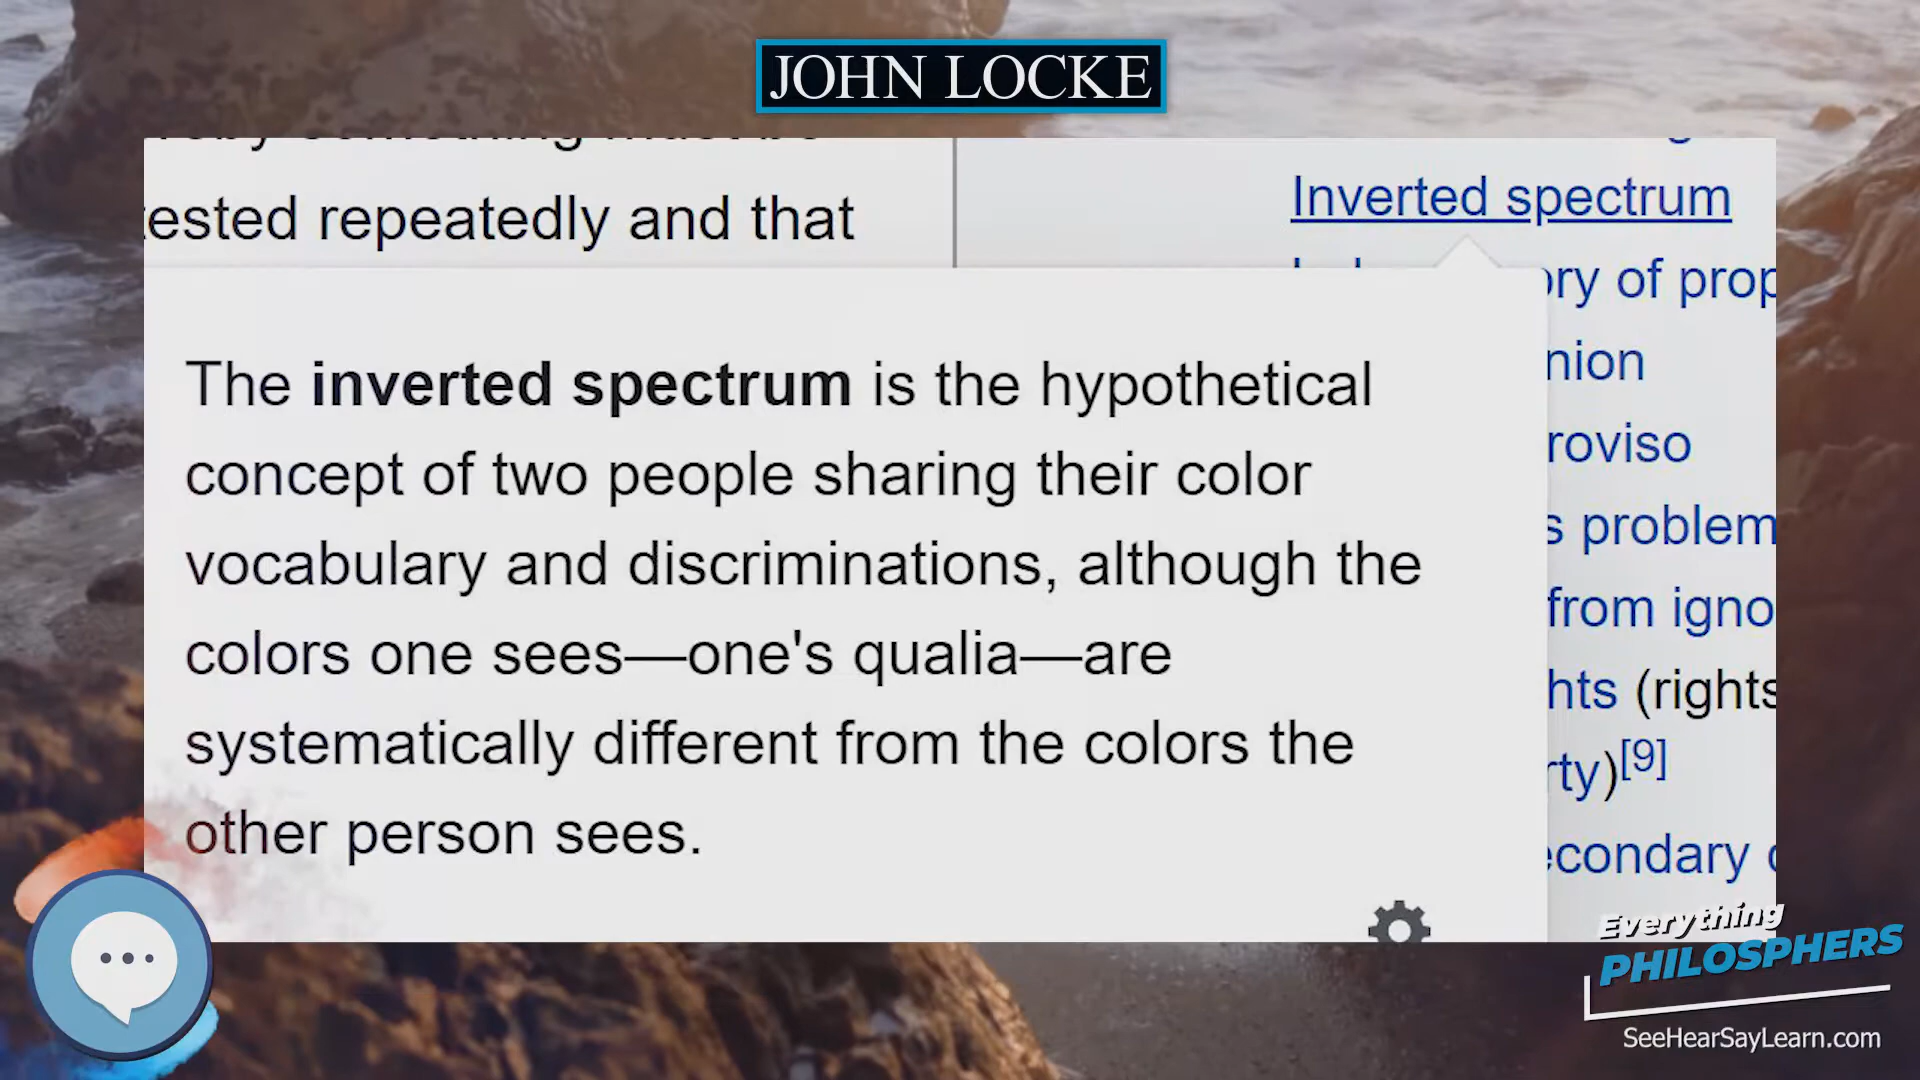 JOHN LOCKE
tested repeatedly and that
Inverted spectrum
ory of prop
The inverted spectrum is the hypothetical
concept of two people sharing their color
vocabulary and discriminations, although the
colors one sees—one's qualia—are
systematically different from the colors the
other person sees.
nion
roviso
s problem
from igno
hts (rights
rty)[9]
econdary
Everything
PHILOSPHERS
SeeHearSayLearn.com